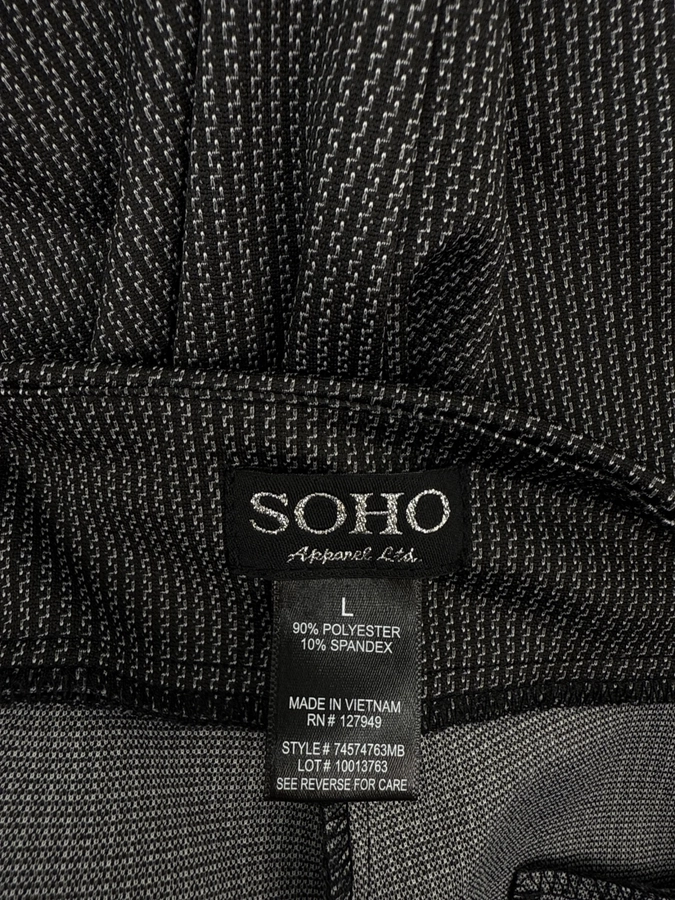 SOHO
Apparel Ltd.
L
90% POLYESTER
10% SPANDEX
MADE IN VIETNAM
RN# 127949
STYLE# 74574763MB
LOT# 10013763
SEE REVERSE FOR CARE